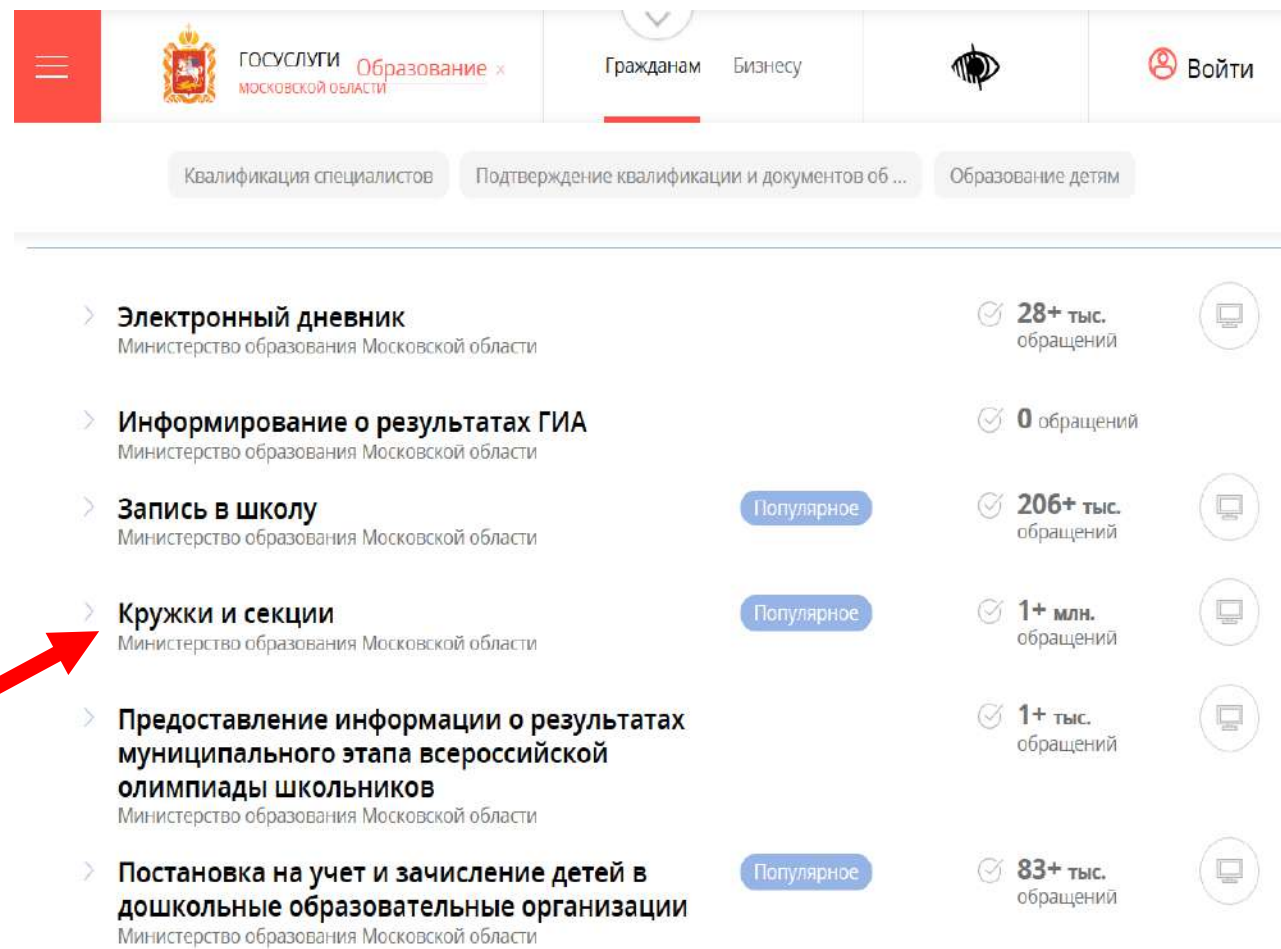 ГОСУСЛУГИ Образование ×
МОСКОВСКОЙ ОБЛАСТИ
Гражданам Бизнесу
Войти
Квалификация специалистов Подтверждение квалификации и документов об ... Образование детям
Электронный дневник
Министерство образования Московской области
28+ тыс.
обращений
Информирование о результатах ГИА
Министерство образования Московской области
0 обращений
Запись в школу
Министерство образования Московской области
Популярное
206+ тыс.
обращений
Кружки и секции
Министерство образования Московской области
Популярное
1+ млн.
обращений
Предоставление информации о результатах
муниципального этапа всероссийской
олимпиады школьников
Министерство образования Московской области
1+ тыс.
обращений
Постановка на учет и зачисление детей в
дошкольные образовательные организации
Министерство образования Московской области
Популярное
83+ тыс.
обращений